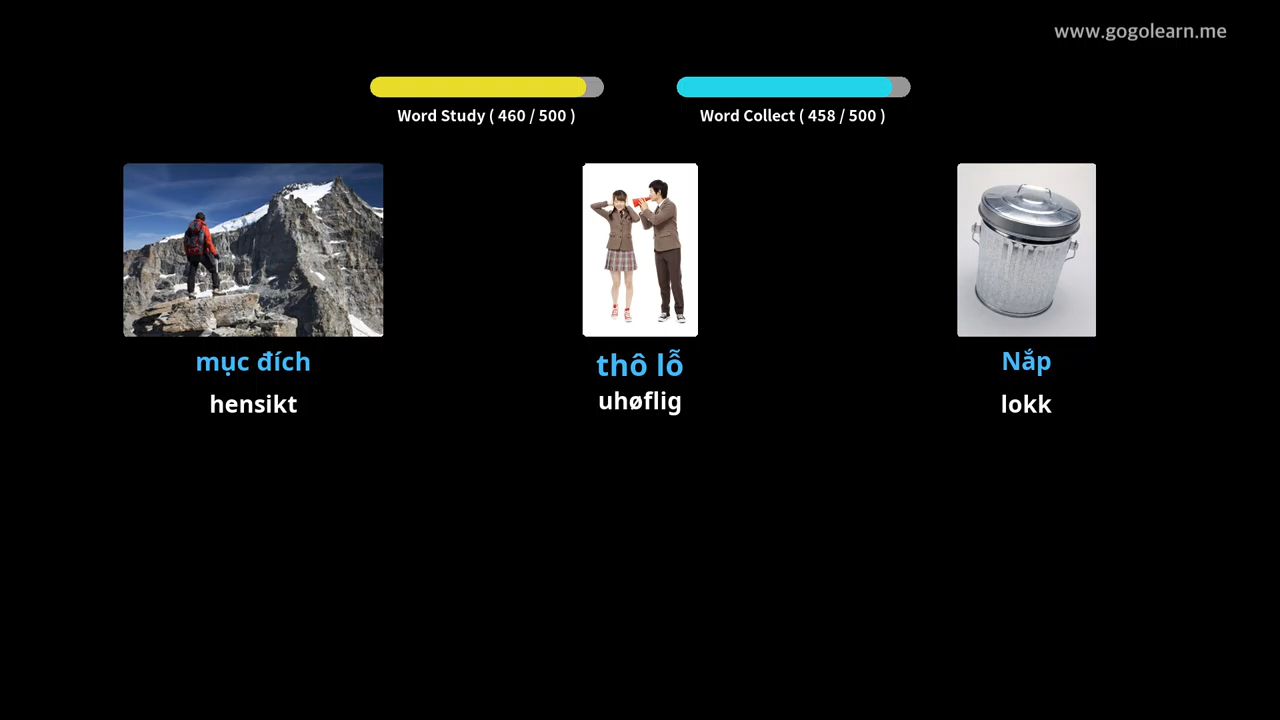 www.gogolearn.me
Word Study ( 460 / 500 )
Word Collect ( 458 / 500 )
mục đích
hensikt
thô lỗ
uhøflig
Nắp
lokk